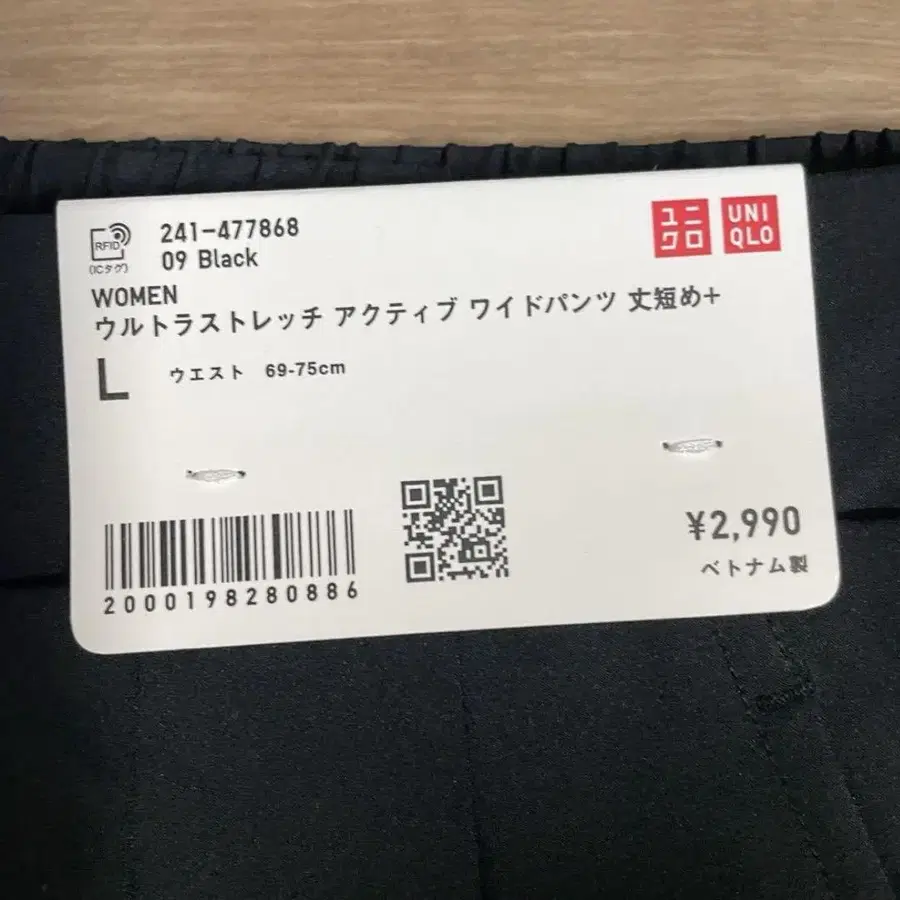 RFID
(ICタグ)
241-477868
09 Black
ユニ
クロ
UNI
QLO
WOMEN
ウルトラストレッチ アクティブ ワイドパンツ 丈短め+
L ウエスト 69-75cm
¥2,990
ベトナム製
2000198280886